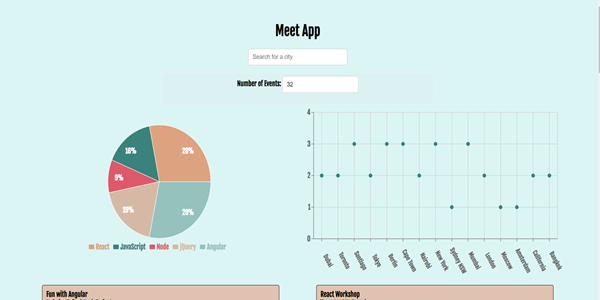 Meet App
Search for a city
Number of Events: 32
28%
16%
9%
19%
28%
React JavaScript Node jQuery Angular
4
3
2
1
0
Dubai Toronto Santiago Tokyo Berlin Cape Town Nairobi New York Sydney NSW Mumbai London Moscow Amsterdam California Bangkok
Fun with Angular
React Workshop